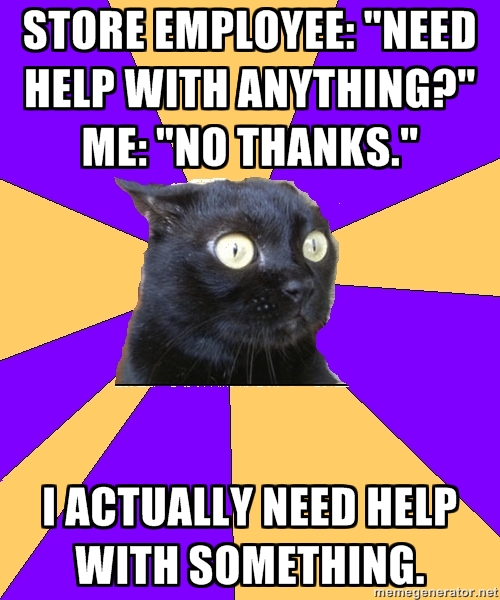 STORE EMPLOYEE: "NEED
HELP WITH ANYTHING?"
ME: "NO THANKS."
I ACTUALLY NEED HELP
WITH SOMETHING.
memegenerator.net